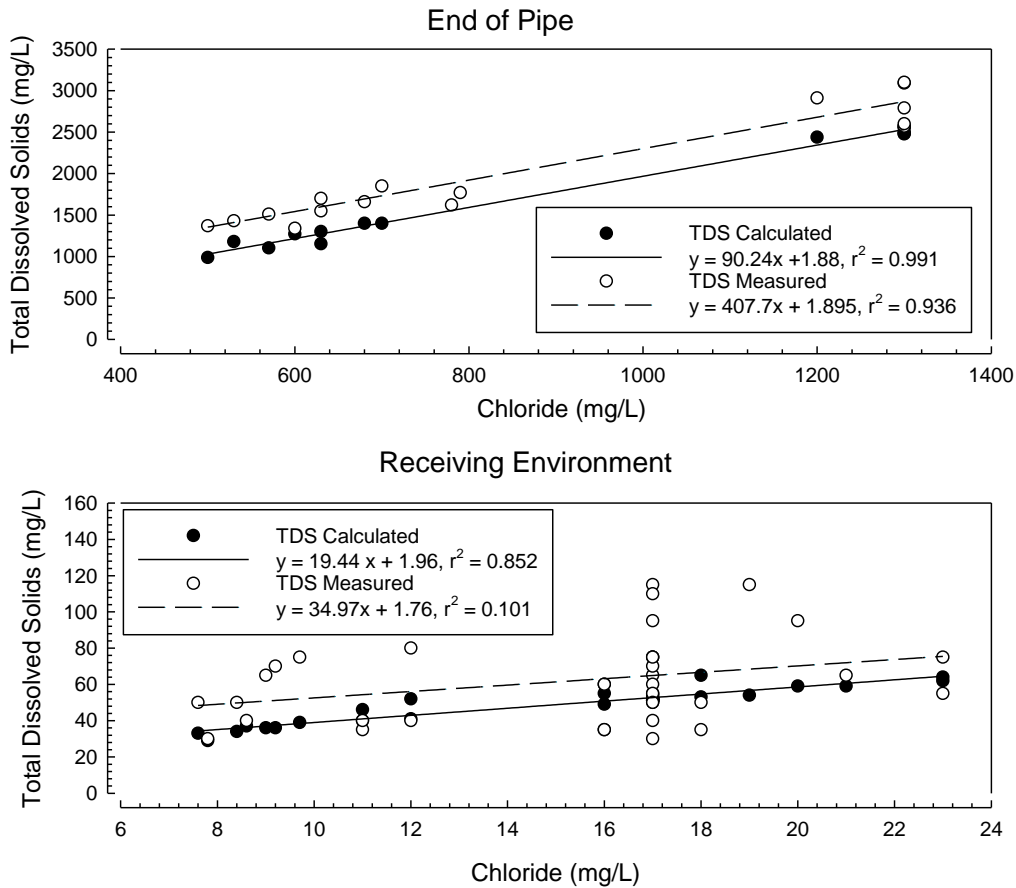 End of Pipe
Total Dissolved Solids (mg/L)
3500
3000
2500
2000
1500
1000
500
0
TDS Calculated
y = 90.24x +1.88, r² = 0.991
TDS Measured
y = 407.7x + 1.895, r² = 0.936
400 600 800 1000 1200 1400
Chloride (mg/L)
Receiving Environment
Total Dissolved Solids (mg/L)
160
140
120
100
80
60
40
20
0
TDS Calculated
y = 19.44 x + 1.96, r² = 0.852
TDS Measured
y = 34.97x + 1.76, r² = 0.101
6 8 10 12 14 16 18 20 22 24
Chloride (mg/L)